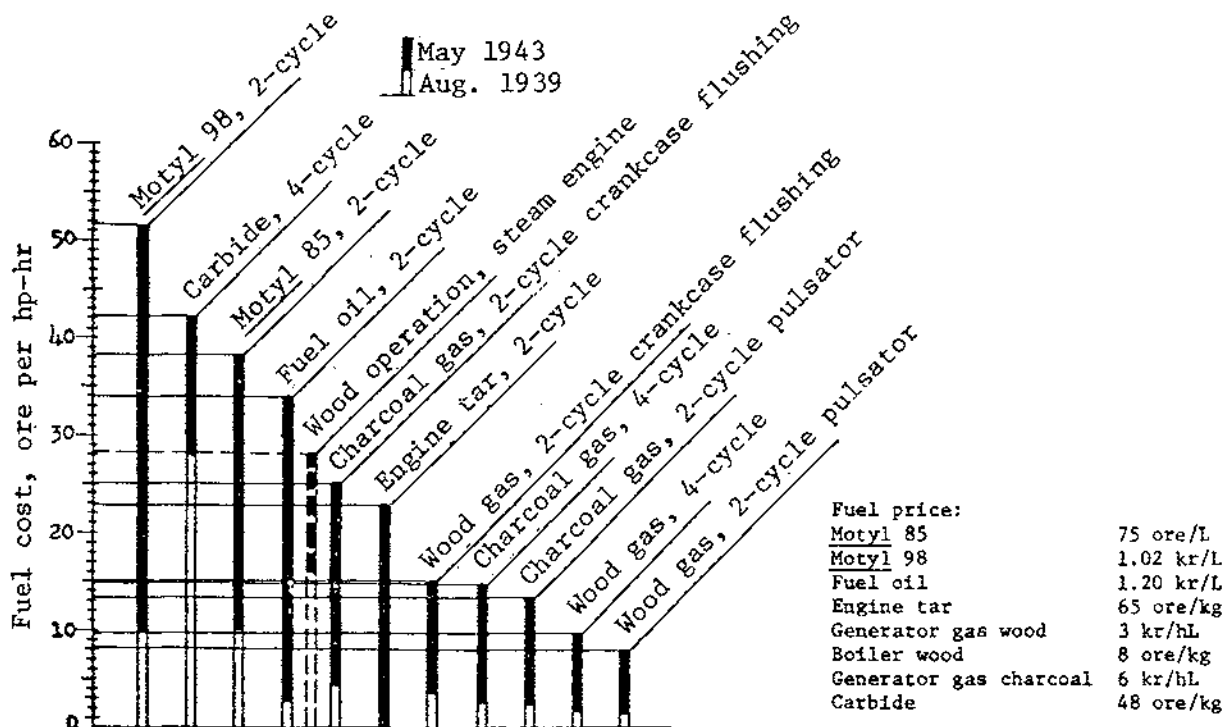 May 1943
Aug. 1939
Fuel cost, ore per hp-hr
60
50
40
30
20
10
0
Motyl 98, 2-cycle
Carbide, 4-cycle
Motyl 85, 2-cycle
Fuel oil, 2-cycle
Wood operation, steam engine
Charcoal gas, 2-cycle crankcase flushing
Engine tar, 2-cycle
Wood gas, 2-cycle crankcase flushing
Charcoal gas, 4-cycle
Charcoal gas, 2-cycle pulsator
Wood gas, 4-cycle
Wood gas, 2-cycle pulsator
Fuel price:
Motyl 85 75 ore/L
Motyl 98 1.02 kr/L
Fuel oil 1.20 kr/L
Engine tar 65 ore/kg
Generator gas wood 3 kr/hL
Boiler wood 8 ore/kg
Generator gas charcoal 6 kr/hL
Carbide 48 ore/kg